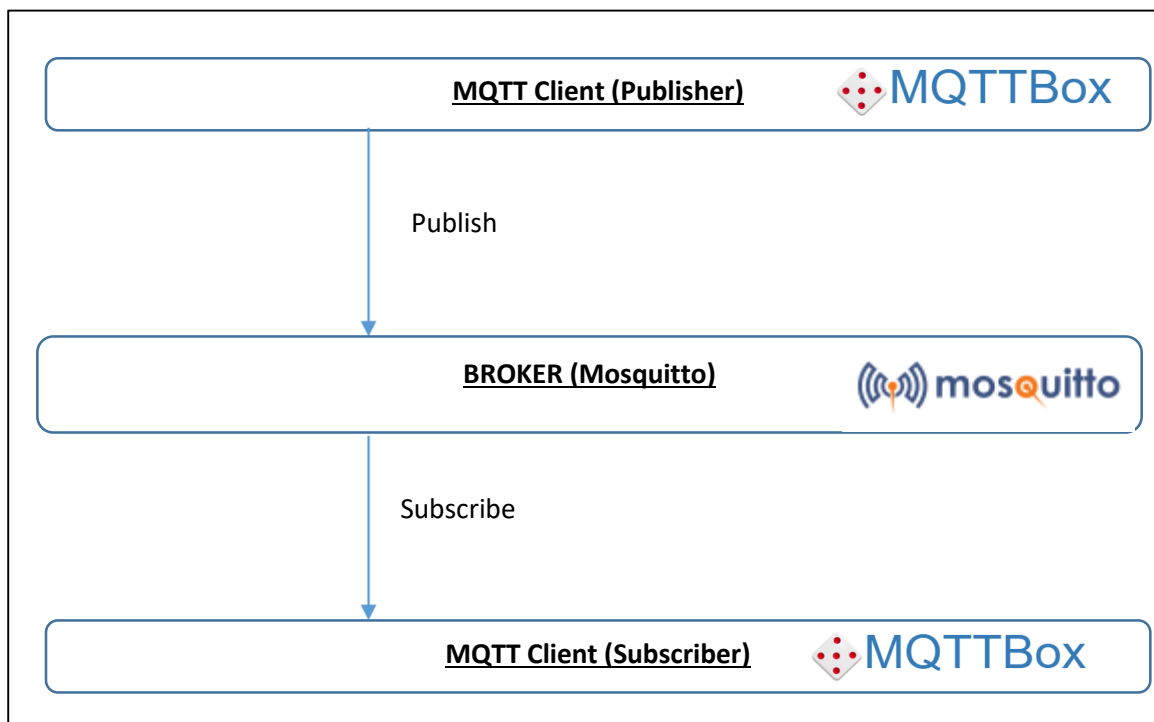 MQTT Client (Publisher) MQTTBox
Publish
BROKER (Mosquitto) mosquitto
Subscribe
MQTT Client (Subscriber) MQTTBox